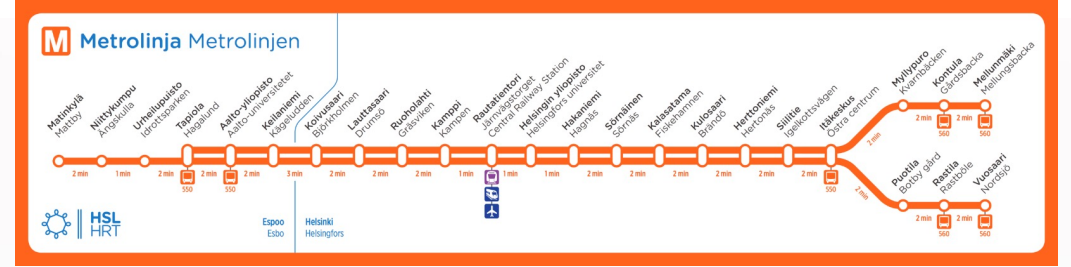 M Metrolinja Metrolinjen
Matinkylä
Mattby
Niittykumpu
Ängskulla
Urheilupuisto
Idrottsparken
Tapiola
Hagalund
Aalto-yliopisto
Aalto-universitetet
Keilaniemi
Kägeludden
Koivusaari
Björkholmen
Lauttasaari
Drumsö
Ruoholahti
Gräsviken
Kamppi
Kampen
Rautatientori
Järnvägstorget
Central Railway Station
Helsingin yliopisto
Helsingfors universitet
Hakaniemi
Hagnäs
Sörnäinen
Sörnäs
Kalasatama
Fiskehamnen
Kulosaari
Brändö
Herttoniemi
Hertonäs
Siilitie
Igelkottsvägen
Itäkeskus
Östra centrum
Myllypuro
Kvarnbäcken
Kontula
Gårdsbacka
Mellunmäki
Mellungsbacka
2 min 1 min 2 min 2 min 2 min 3 min 2 min 2 min 2 min 1 min 1 min 1 min 2 min 2 min 2 min 2 min 2 min 2 min
550 550 550
2 min 2 min 2 min
560 560
Puotila
Botby gård
Rastila
Rastböle
Vuosaari
Nordsjö
2 min 2 min 2 min
560 560
HSL
HRT
Espoo
Esbo
Helsinki
Helsingfors